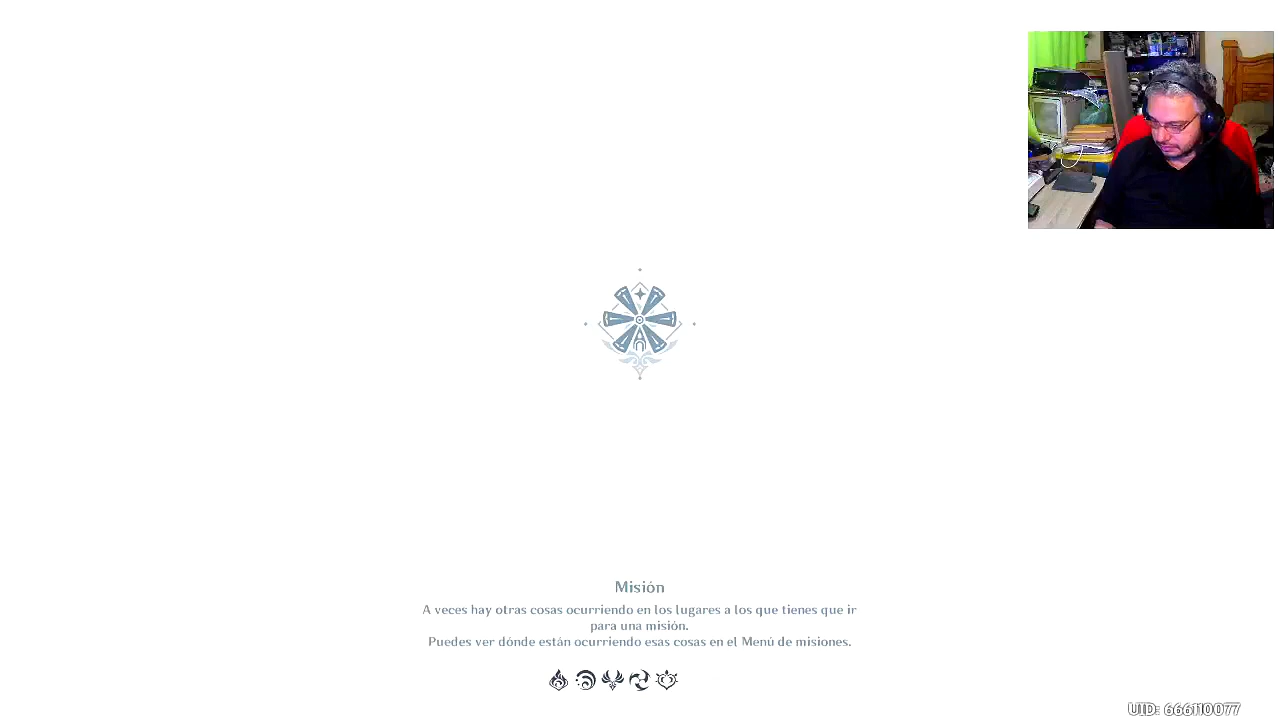 Misión
A veces hay otras cosas ocurriendo en los lugares a los que tienes que ir
para una misión.
Puedes ver dónde están ocurriendo esas cosas en el Menú de misiones.
UID: 666110077